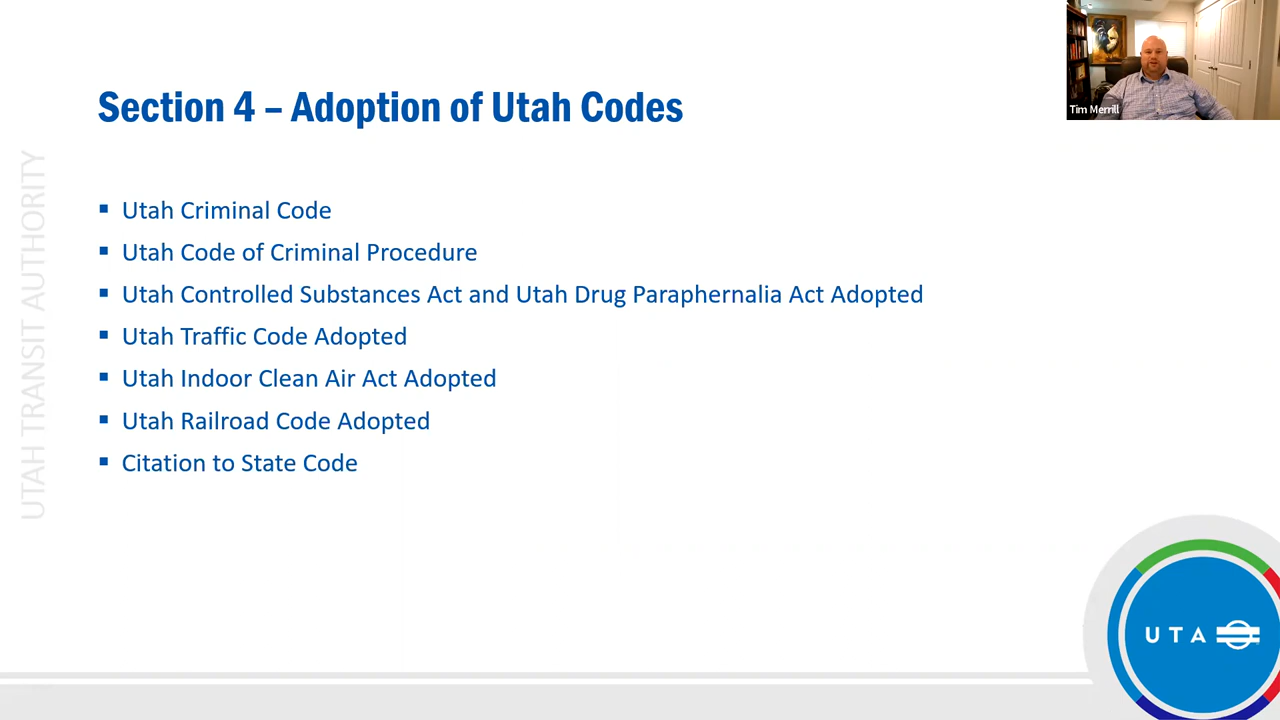 Section 4 – Adoption of Utah Codes
Utah Criminal Code
Utah Code of Criminal Procedure
Utah Controlled Substances Act and Utah Drug Paraphernalia Act Adopted
Utah Traffic Code Adopted
Utah Indoor Clean Air Act Adopted
Utah Railroad Code Adopted
Citation to State Code
UTAH TRANSIT AUTHORITY
Tim Merrill
UTA